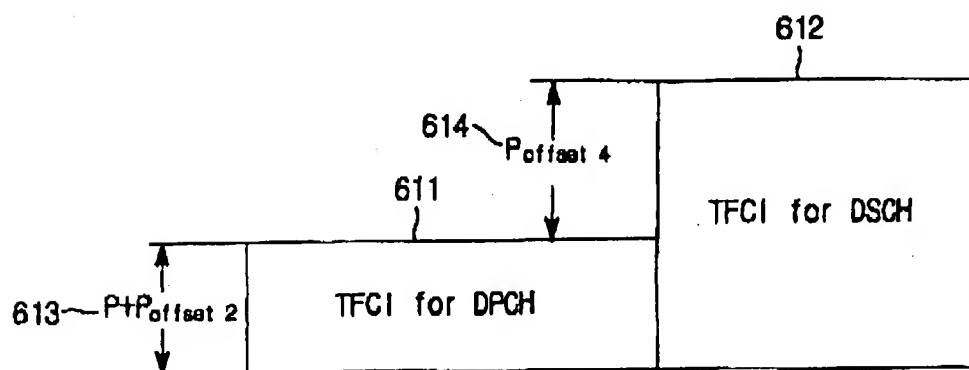 612
614
Poffset 4
611
TFCI for DSCH
613
P+Poffset 2
TFCI for DPCH